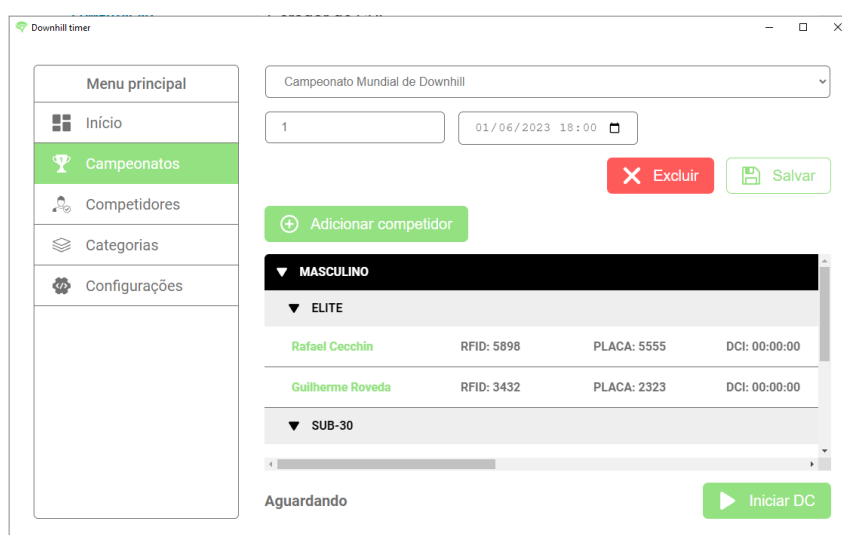 Downhill timer
Menu principal
Início
Campeonatos
Competidores
Categorias
Configurações
Campeonato Mundial de Downhill
1
01/06/2023 18:00
Excluir
Salvar
Adicionar competidor
MASCULINO
ELITE
Rafael Cecchin RFID: 5898 PLACA: 5555 DCI: 00:00:00
Guilherme Roveda RFID: 3432 PLACA: 2323 DCI: 00:00:00
SUB-30
Aguardando
Iniciar DC